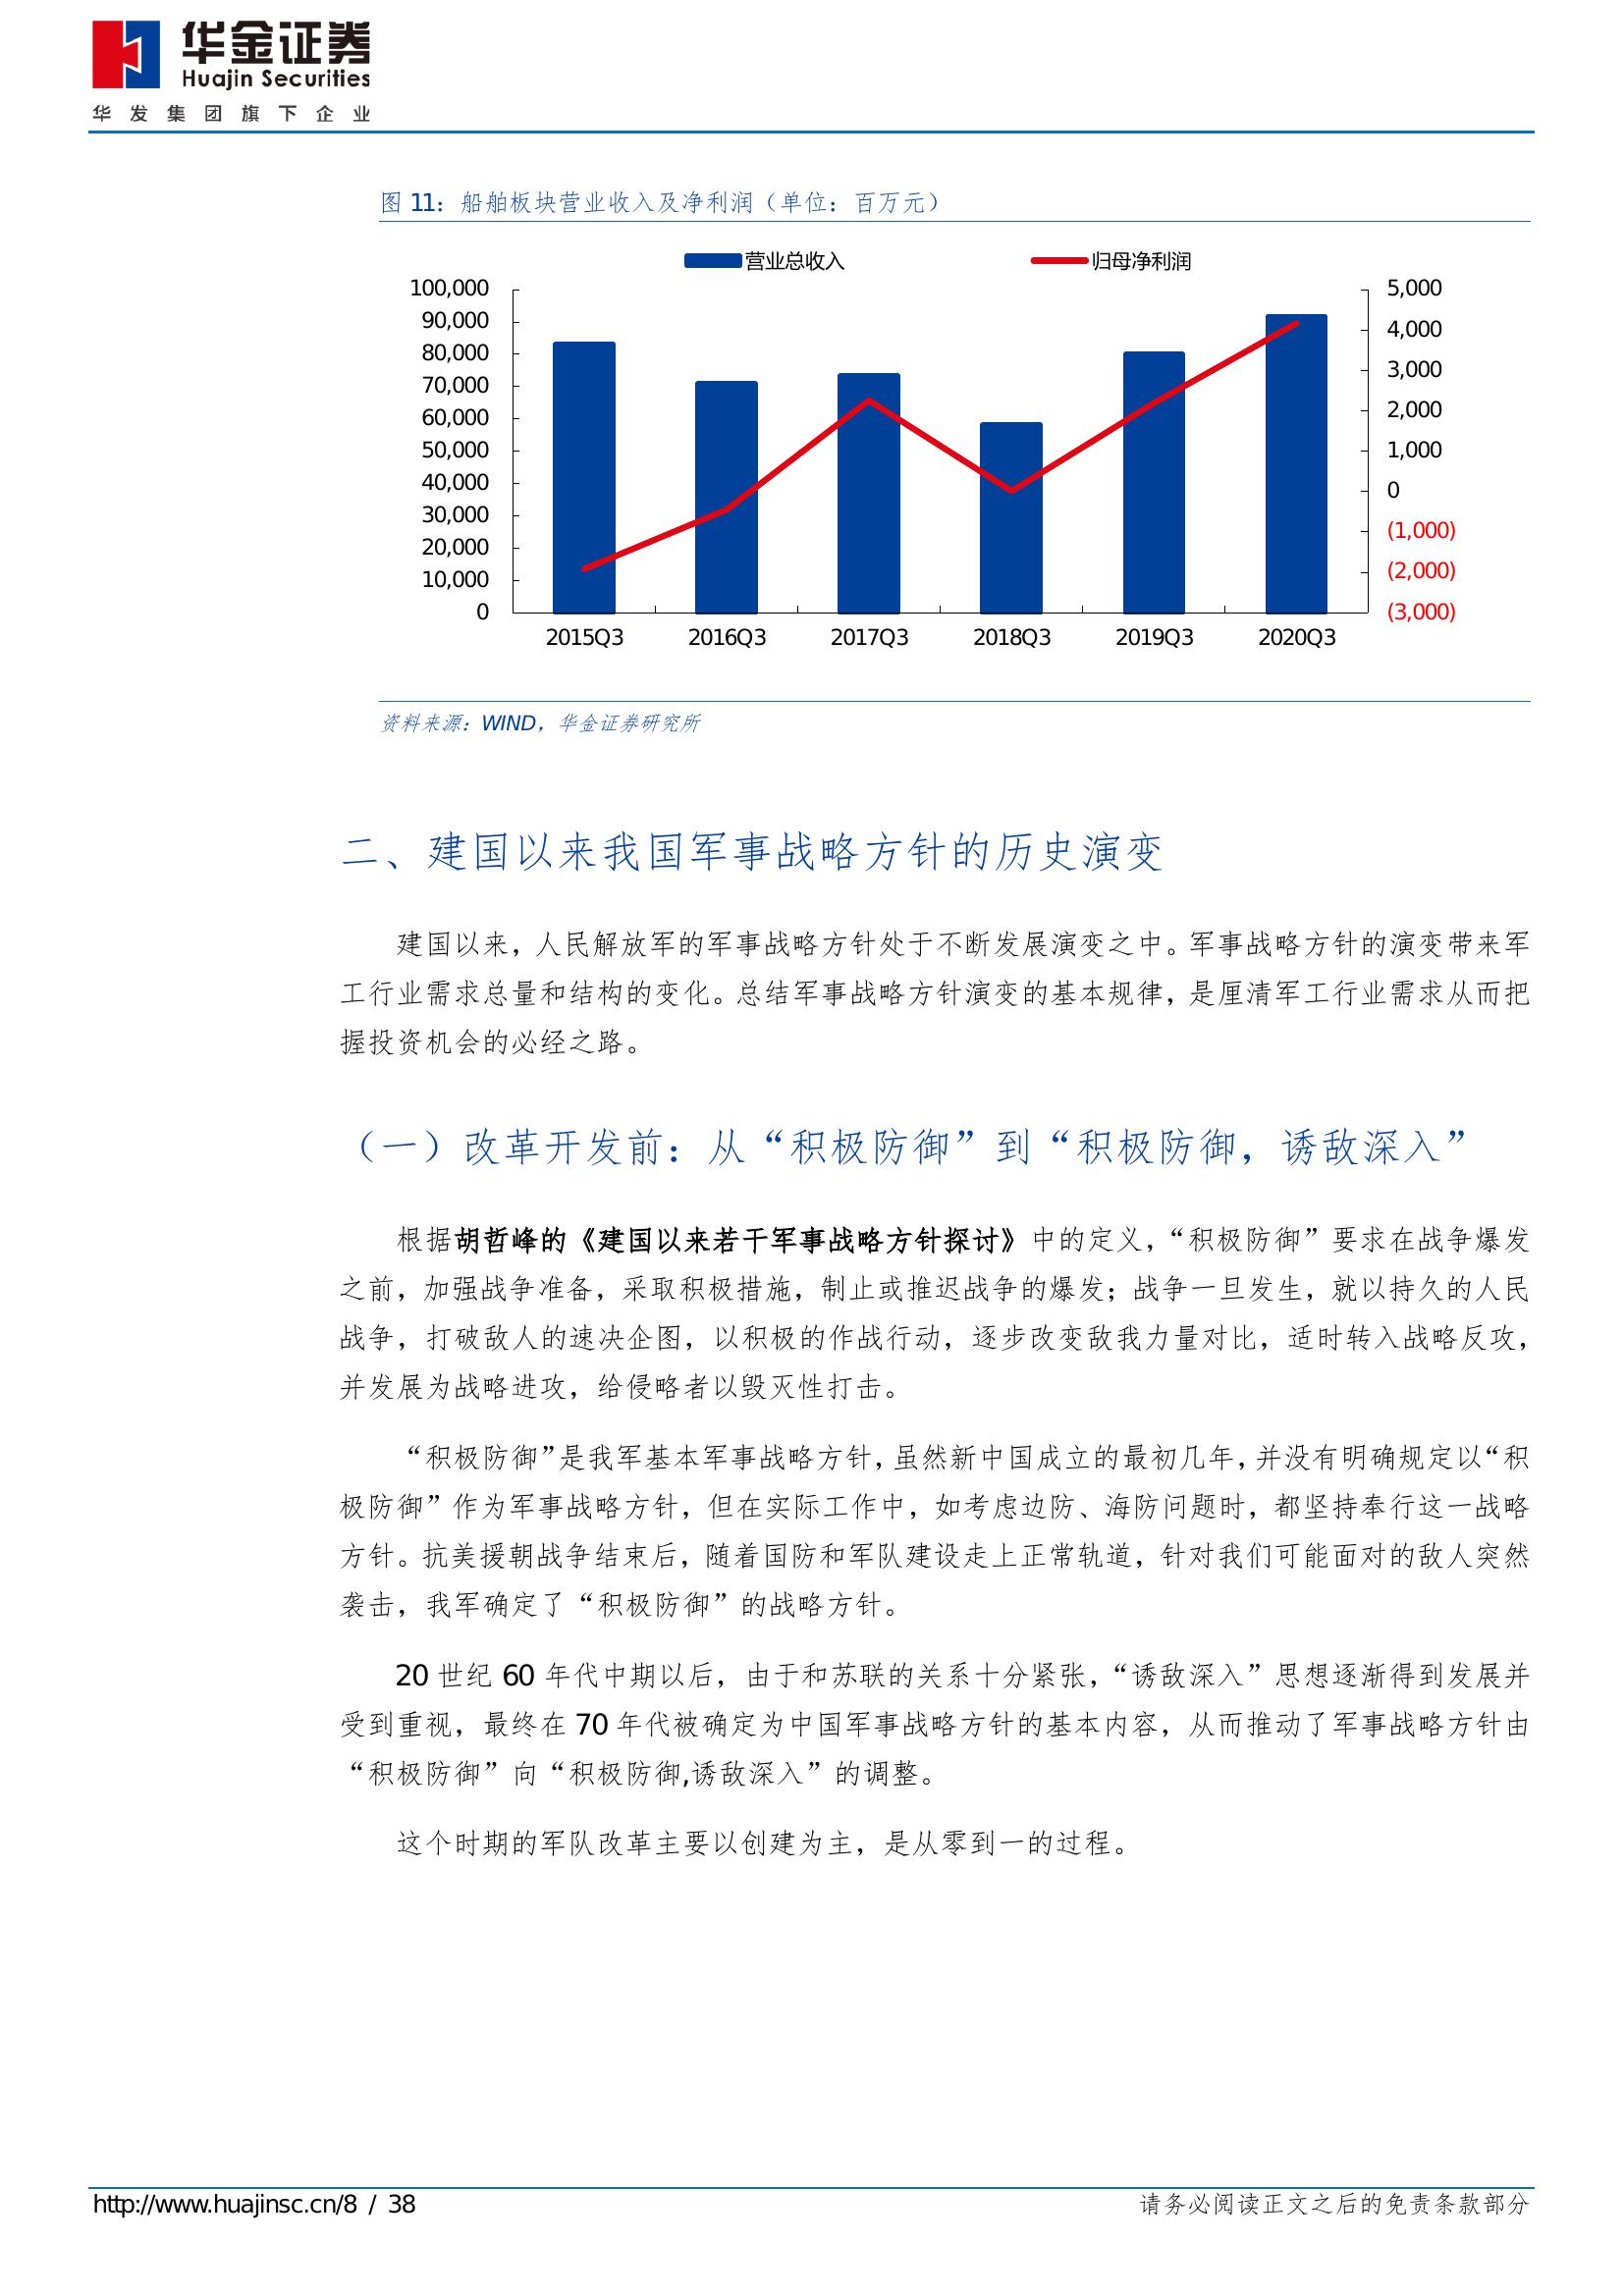 华金证券
Huajin Securities
华发集团旗下企业
图 11：船舶板块营业收入及净利润（单位：百万元）
营业总收入 归母净利润
100,000 5,000
90,000 4,000
80,000 3,000
70,000 2,000
60,000 1,000
50,000 0
40,000 (1,000)
30,000 (2,000)
20,000 (3,000)
10,000
0
2015Q3 2016Q3 2017Q3 2018Q3 2019Q3 2020Q3
资料来源：WIND，华金证券研究所
二、建国以来我国军事战略方针的历史演变
建国以来，人民解放军的军事战略方针处于不断发展演变之中。军事战略方针的演变带来军
工行业需求总量和结构的变化。总结军事战略方针演变的基本规律，是厘清军工行业需求从而把
握投资机会的必经之路。
（一）改革开发前：从“积极防御”到“积极防御，诱敌深入”
根据胡哲峰的《建国以来若干军事战略方针探讨》中的定义，“积极防御”要求在战争爆发
之前，加强战争准备，采取积极措施，制止或推迟战争的爆发；战争一旦发生，就以持久的人民
战争，打破敌人的速决企图，以积极的作战行动，逐步改变敌我力量对比，适时转入战略反攻，
并发展为战略进攻，给侵略者以毁灭性打击。
“积极防御”是我军基本军事战略方针，虽然新中国成立的最初几年，并没有明确规定以“积
极防御”作为军事战略方针，但在实际工作中，如考虑边防、海防问题时，都坚持奉行这一战略
方针。抗美援朝战争结束后，随着国防和军队建设走上正常轨道，针对我们可能面对的敌人突然
袭击，我军确定了“积极防御”的战略方针。
20 世纪 60 年代中期以后，由于和苏联的关系十分紧张，“诱敌深入”思想逐渐得到发展并
受到重视，最终在 70 年代被确定为中国军事战略方针的基本内容，从而推动了军事战略方针由
“积极防御”向“积极防御,诱敌深入”的调整。
这个时期的军队改革主要以创建为主，是从零到一的过程。
http://www.huajinsc.cn/8 / 38 请务必阅读正文之后的免责条款部分